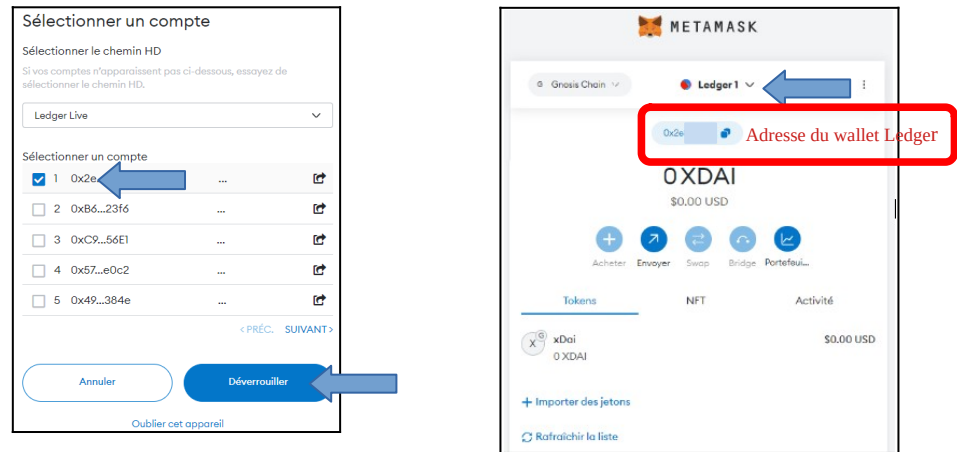 Sélectionner un compte
Sélectionner le chemin HD
Si vos comptes n'apparaissent pas ci-dessous, essayez de
sélectionner le chemin HD.
Ledger Live
Sélectionner un compte
1 0x2e. ...
2 0xB6...23f6 ...
3 0xC9...56E1 ...
4 0x57...e0c2 ...
5 0x49...384e ...
<PRÉC. SUIVANT>
Annuler
Déverrouiller
Oublier cet appareil
METAMASK
G Gnosis Chain
Ledger 1
0x2e
Adresse du wallet Ledger
0 XDAI
$0.00 USD
Acheter Envoyer Swap Bridge Portefeui...
Tokens NFT Activité
X G xDai $0.00 USD
0 XDAI
+ Importer des jetons
Rafraîchir la liste